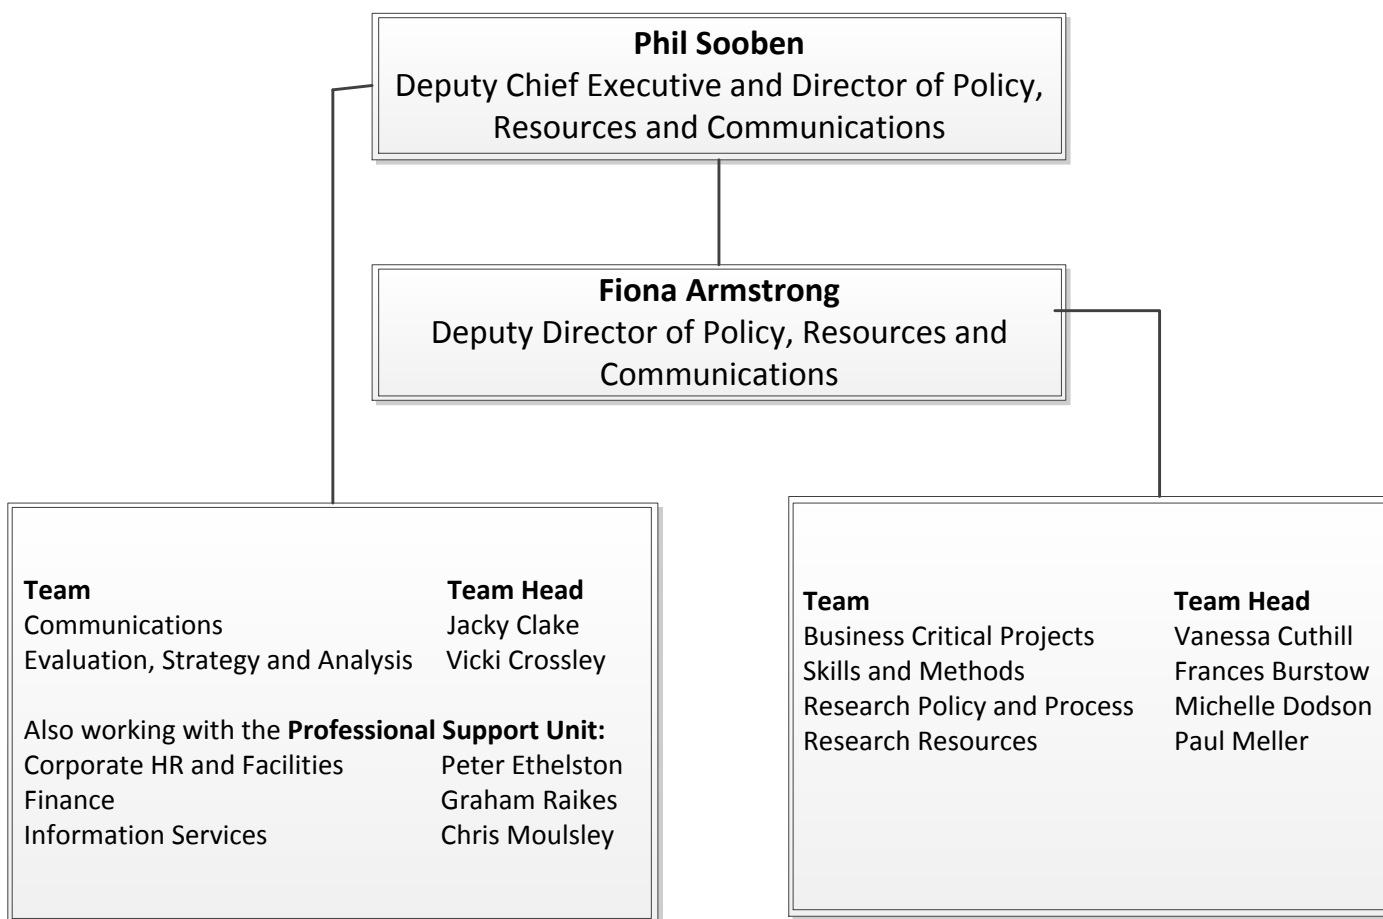 Phil Sooben
Deputy Chief Executive and Director of Policy,
Resources and Communications
Fiona Armstrong
Deputy Director of Policy, Resources and
Communications
Team Team Head
Communications Jacky Clake
Evaluation, Strategy and Analysis Vicki Crossley
Also working with the Professional Support Unit:
Corporate HR and Facilities Peter Ethelston
Finance Graham Raikes
Information Services Chris Moulsley
Team Team Head
Business Critical Projects Vanessa Cuthill
Skills and Methods Frances Burstow
Research Policy and Process Michelle Dodson
Research Resources Paul Meller